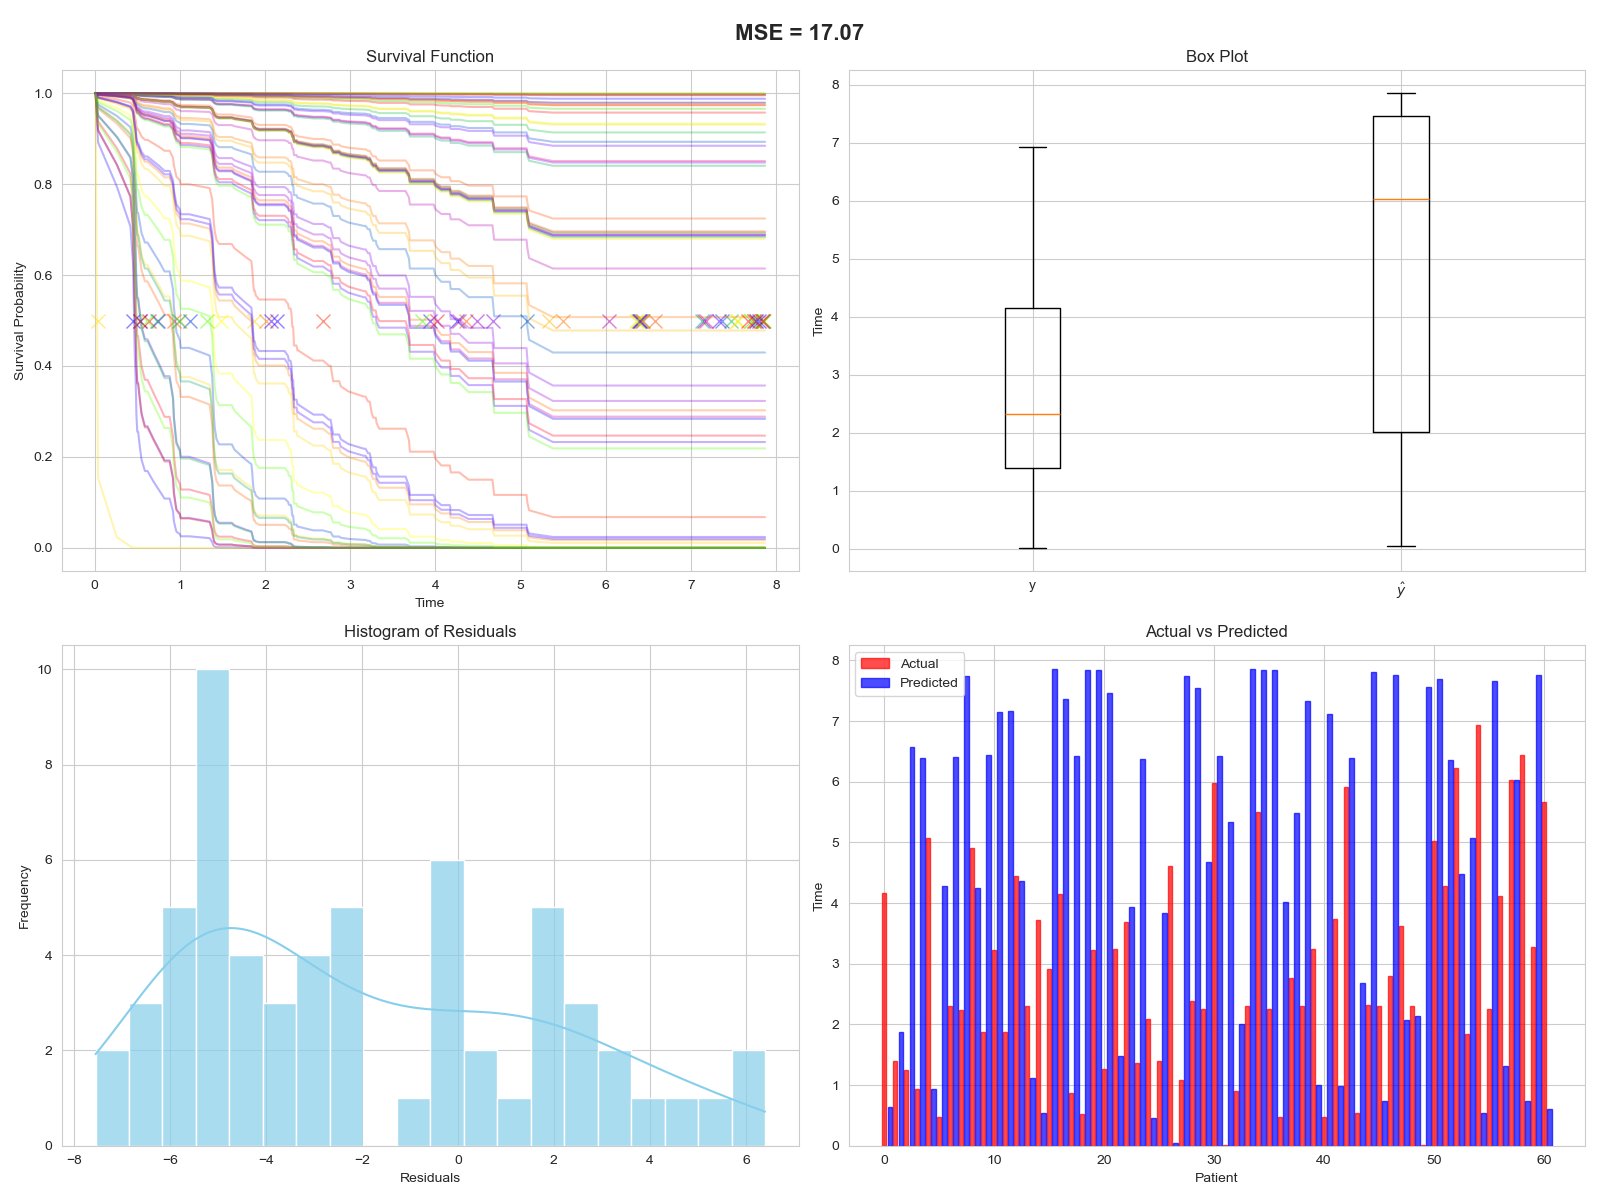 MSE = 17.07
Survival Function
1.0
0.8
0.6
0.4
0.2
0.0
Survival Probability
0 1 2 3 4 5 6 7 8
Time
Box Plot
8
7
6
5
4
3
2
1
0
Time
y ŷ
Histogram of Residuals
10
8
6
4
2
0
Frequency
−8 −6 −4 −2 0 2 4 6
Residuals
Actual vs Predicted
Actual
Predicted
8
7
6
5
4
3
2
1
0
Time
0 10 20 30 40 50 60
Patient